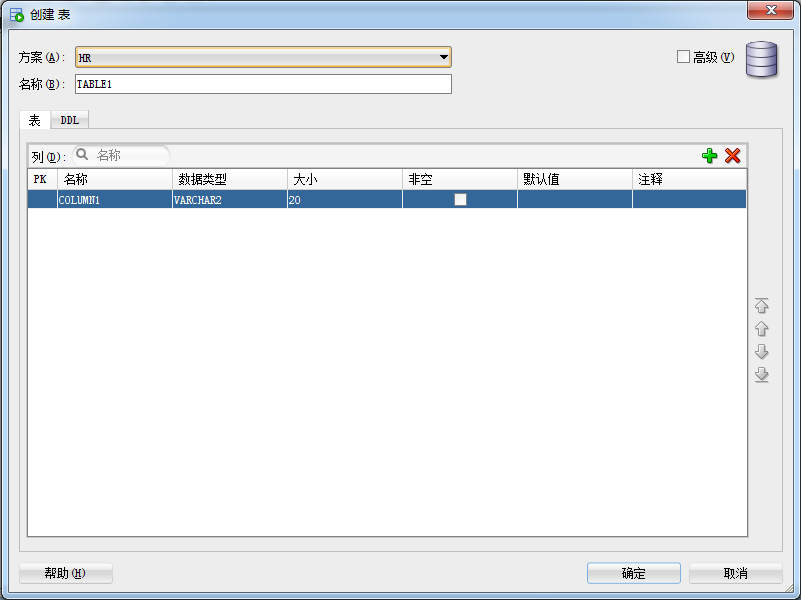 创建 表
方案(A): HR 高级(V)
名称(B): TABLE1
表 DDL
列(D): 名称
PK 名称 数据类型 大小 非空 默认值 注释
COLUMN1 VARCHAR2 20
帮助(H) 确定 取消